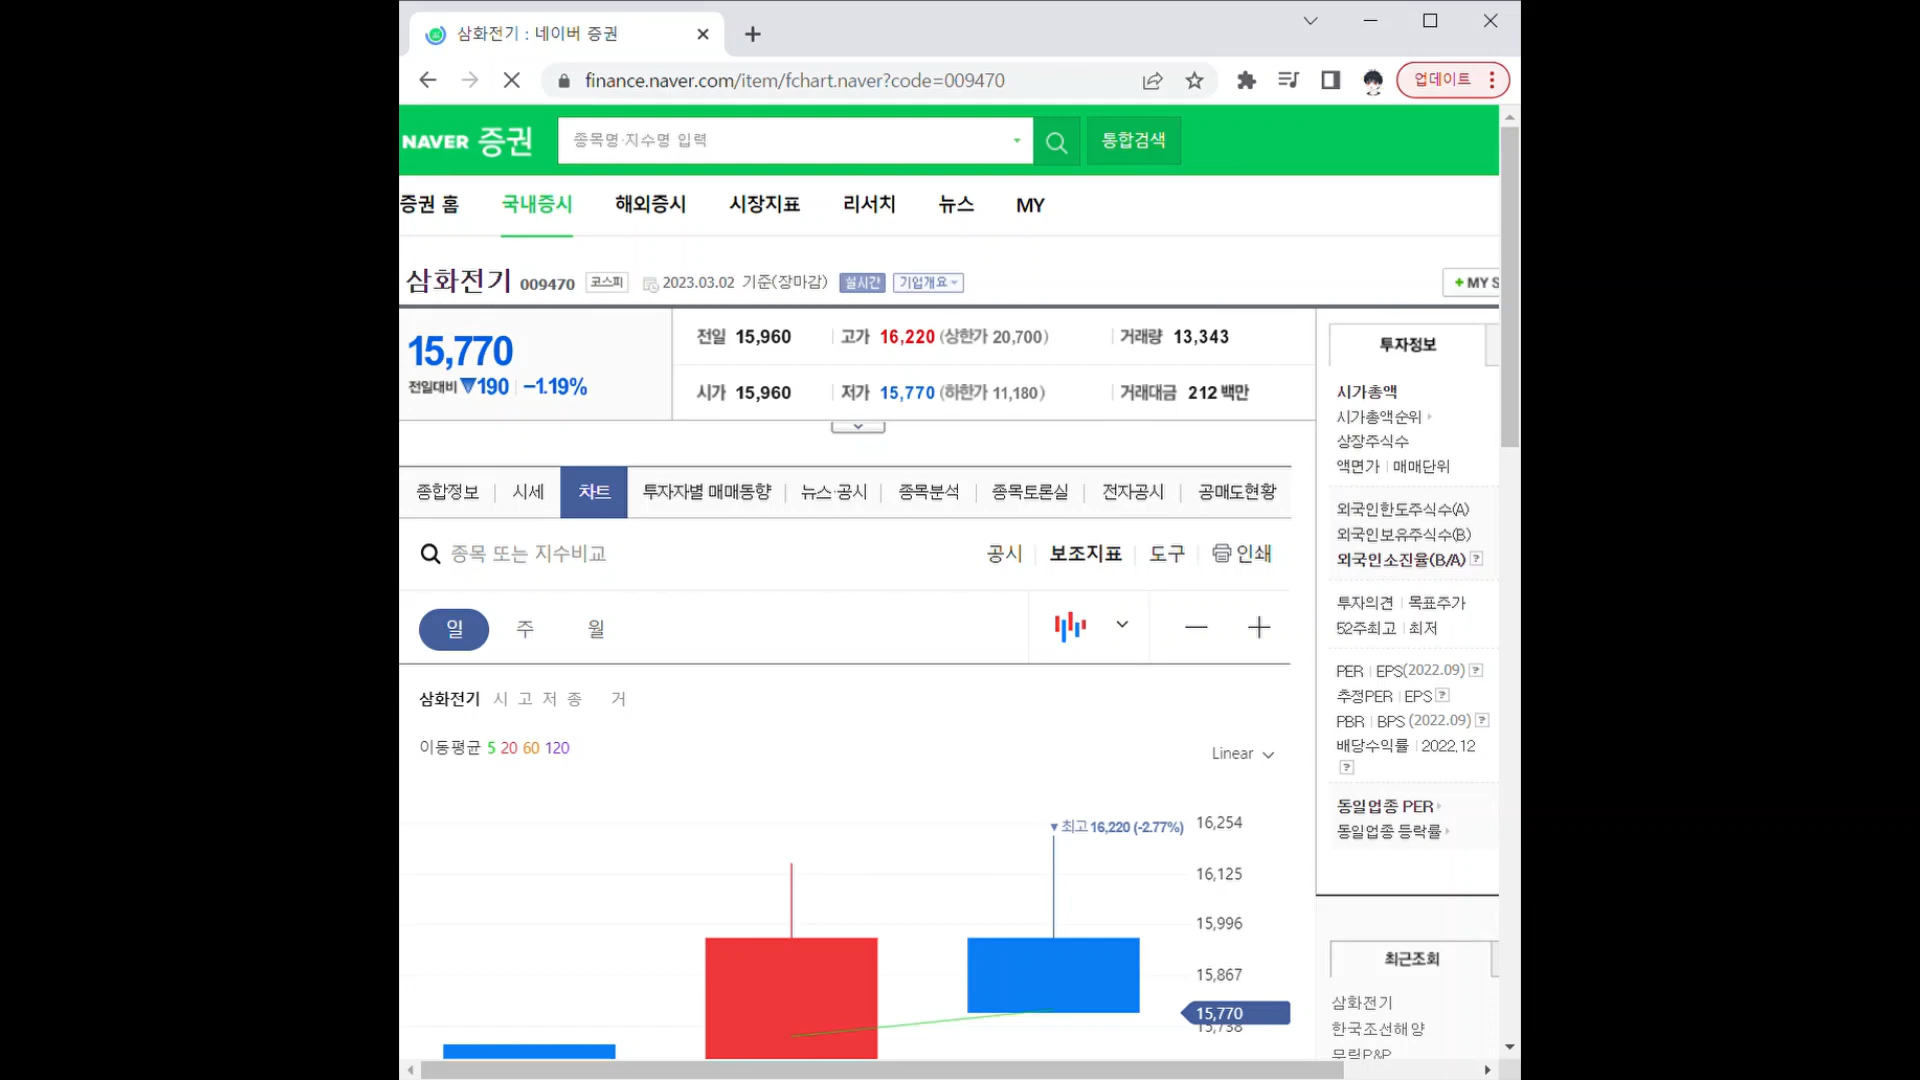 삼화전기 : 네이버 증권
finance.naver.com/item/fchart.naver?code=009470
업데이트
NAVER 증권
종목명·지수명 입력
통합검색
증권 홈 국내증시 해외증시 시장지표 리서치 뉴스 MY
삼화전기 009470 코스피 2023.03.02 기준(장마감) 실시간 기업개요
+ MY S
15,770
전일대비 ▼190 | -1.19%
전일 15,960 | 고가 16,220 (상한가 20,700) | 거래량 13,343
시가 15,960 | 저가 15,770 (하한가 11,180) | 거래대금 212 백만
종합정보 | 시세 차트 투자자별 매매동향 | 뉴스·공시 | 종목분석 | 종목토론실 | 전자공시 | 공매도현황
종목 또는 지수비교
공시 보조지표 도구 인쇄
일 주 월
삼화전기 시 고 저 종 거
이동평균 5 20 60 120
Linear
▼최고 16,220 (-2.77%)
16,254
16,125
15,996
15,867
15,770
15,738
투자정보
시가총액
시가총액순위
상장주식수
액면가 | 매매단위
외국인한도주식수(A)
외국인보유주식수(B)
외국인소진율(B/A) ?
투자의견 | 목표주가
52주최고 | 최저
PER | EPS(2022.09) ?
추정PER | EPS ?
PBR | BPS (2022.09) ?
배당수익률 | 2022.12
?
동일업종 PER
동일업종 등락률
최근조회
삼화전기
한국조선해양
무림P&P